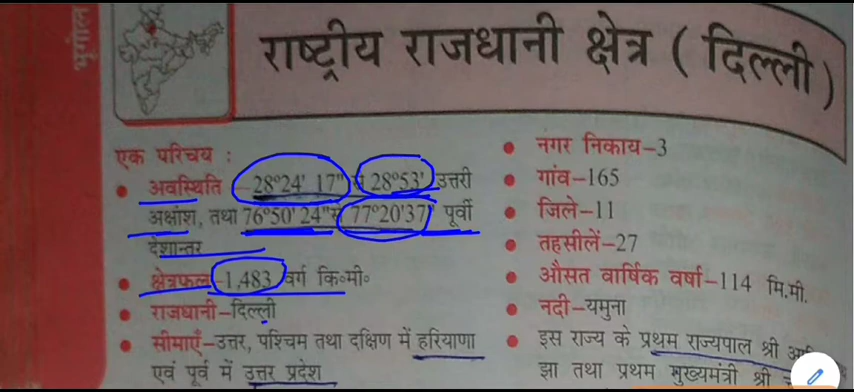 भूगोल
राष्ट्रीय राजधानी क्षेत्र ( दिल्ली )
एक परिचय :
● अवस्थिति –28°24' 17" से 28°53' उत्तरी
अक्षांश, तथा 76°50' 24" से 77°20'37" पूर्वी
देशान्तर
● क्षेत्रफल–1,483 वर्ग कि०मी०
● राजधानी–दिल्ली
● सीमाएँ–उत्तर, पश्चिम तथा दक्षिण में हरियाणा
एवं पूर्व में उत्तर प्रदेश
● नगर निकाय–3
● गांव–165
● जिले–11
● तहसीलें–27
● औसत वार्षिक वर्षा–114 मि.मी.
● नदी–यमुना
● इस राज्य के प्रथम राज्यपाल श्री
झा तथा प्रथम मुख्यमंत्री श्री